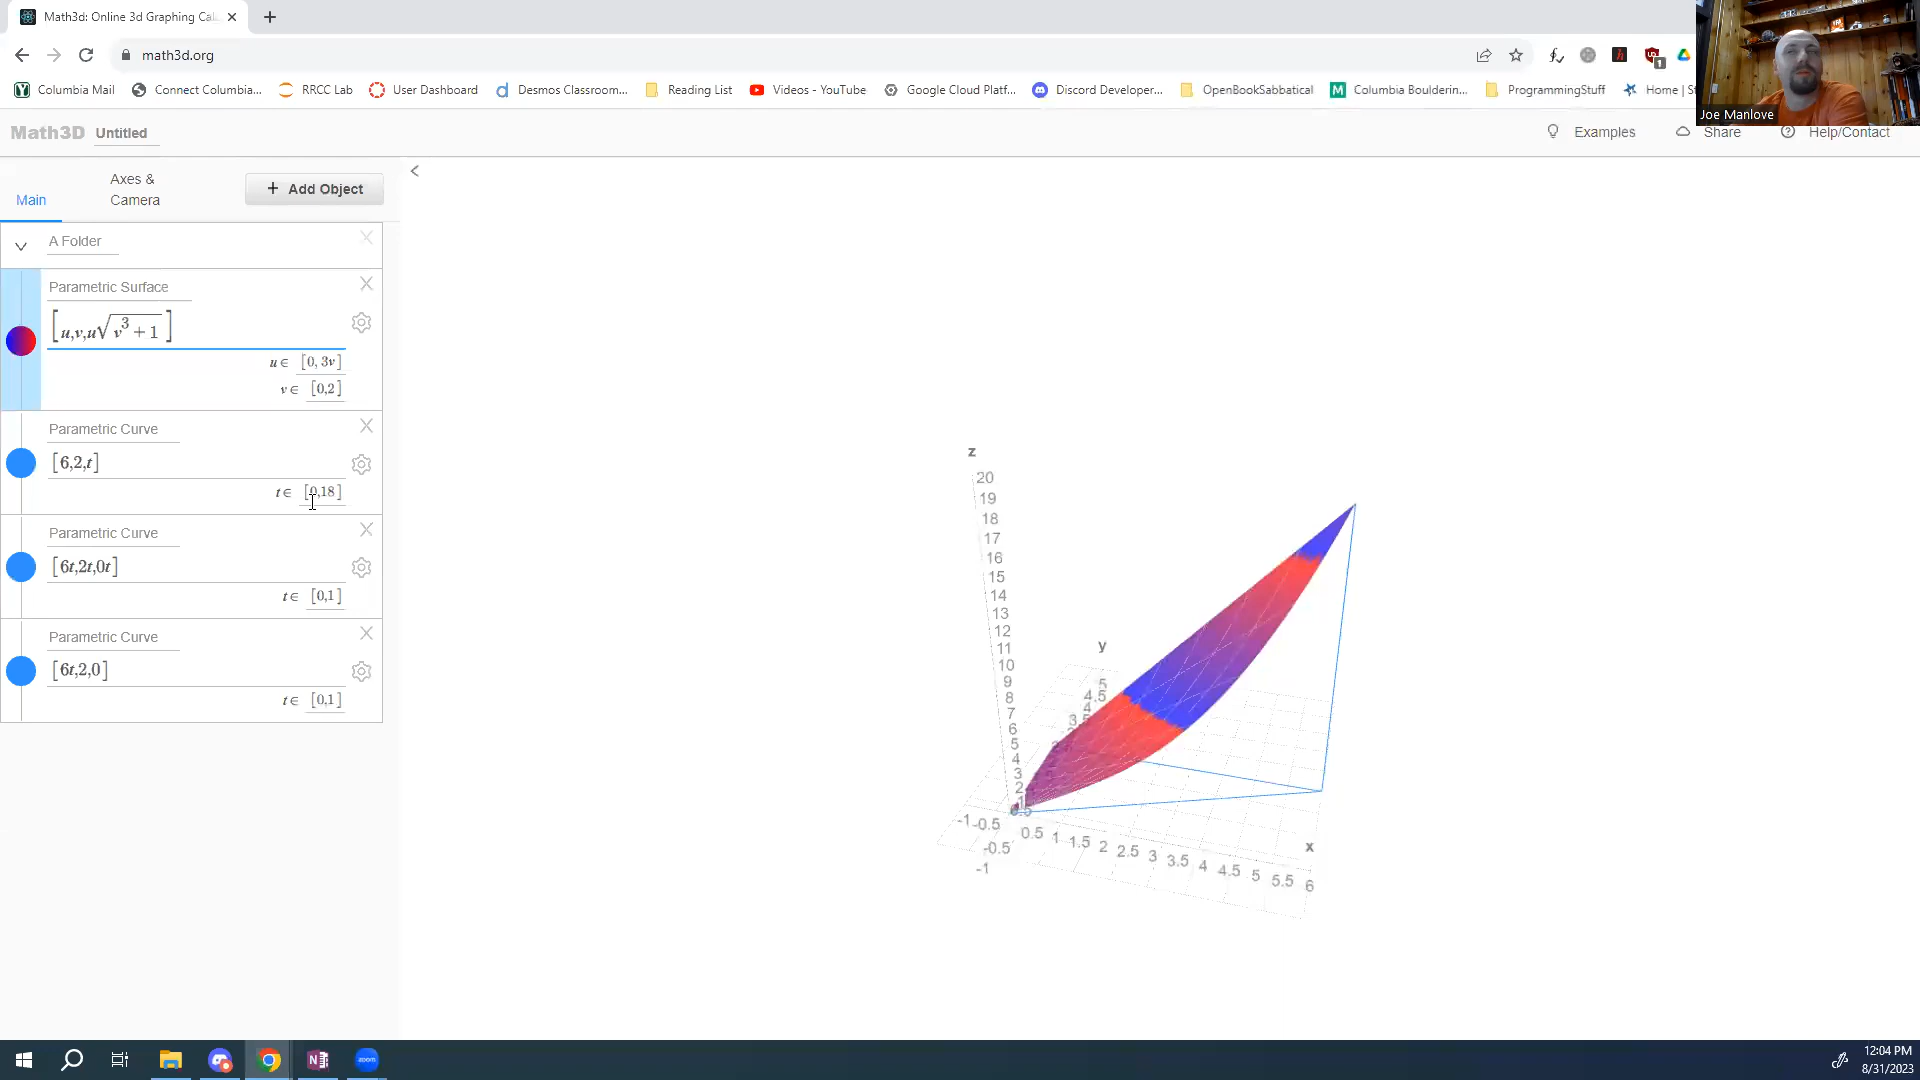 Math3d: Online 3d Graphing Cal
math3d.org
Columbia Mail
Connect Columbia...
RRCC Lab
User Dashboard
Desmos Classroom...
Reading List
Videos - YouTube
Google Cloud Platf...
Discord Developer...
OpenBookSabbatical
Columbia Boulderin...
ProgrammingStuff
Home | St
Joe Manlove
Math3D Untitled
Examples
Share
Help/Contact
Main
Axes &
Camera
+ Add Object
A Folder
Parametric Surface
[u,v,u√(v^3+1)]
u∈ [0, 3v]
v∈ [0,2]
Parametric Curve
[6,2,t]
t∈ [0,18]
Parametric Curve
[6t,2t,0t]
t∈ [0,1]
Parametric Curve
[6t,2,0]
t∈ [0,1]
z
20
19
18
17
16
15
14
13
12
11
10
9
8
7
6
5
4
3
2
y
5
4.5
4
x
-1 -0.5 0.5 1 1.5 2 2.5 3 3.5 4 4.5 5 5.5 6
-0.5
-1
zoom
12:04 PM
8/31/2023